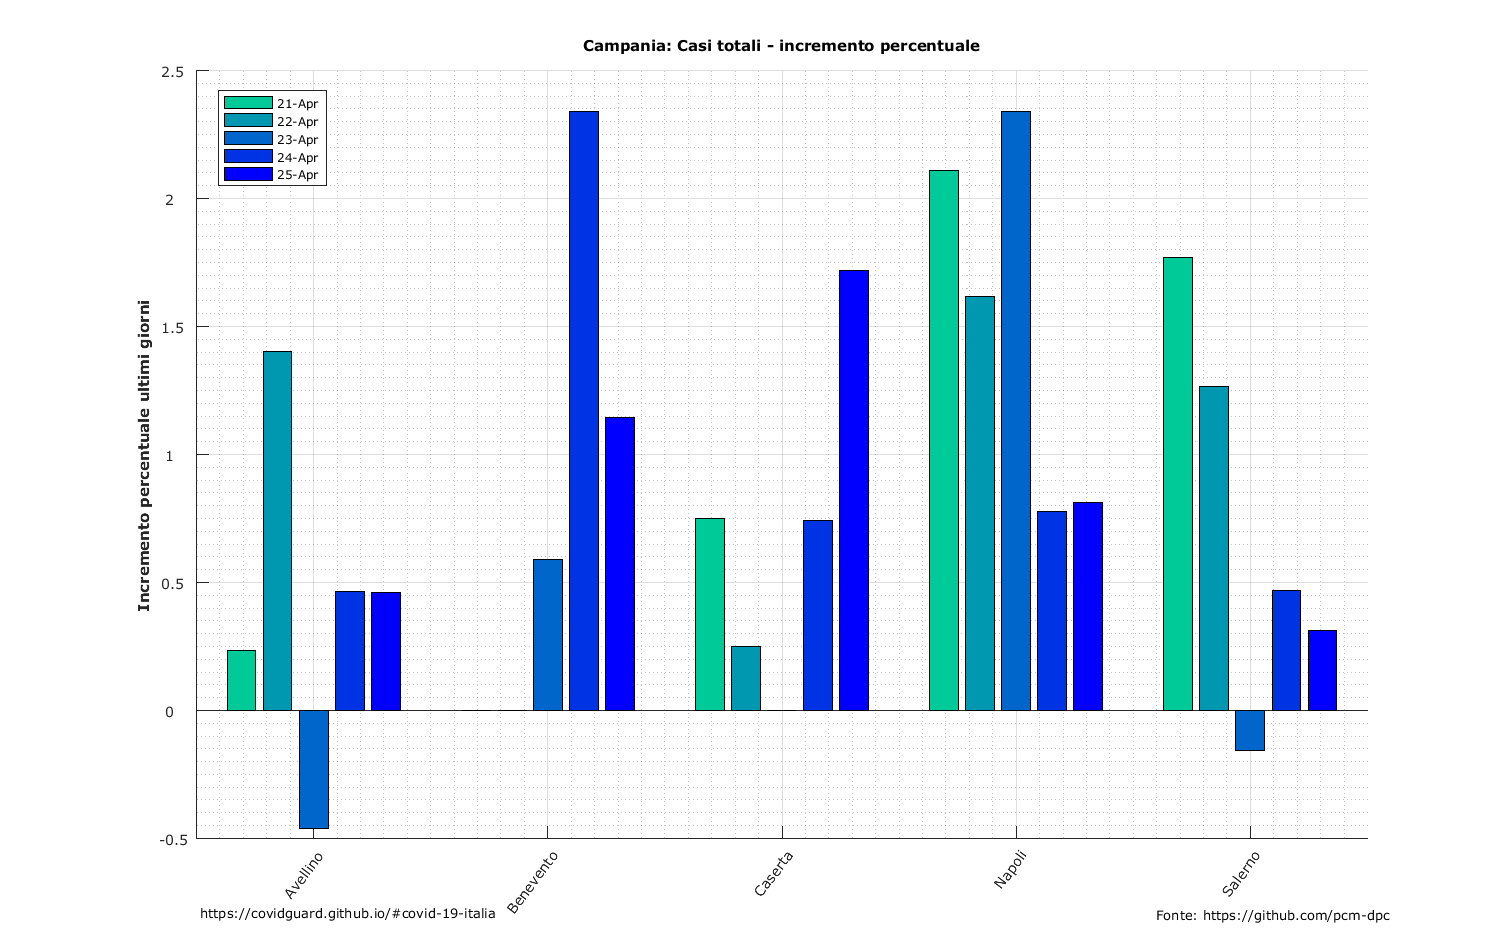 Campania: Casi totali - incremento percentuale
2.5
2
1.5
1
0.5
0
-0.5
Incremento percentuale ultimi giorni
21-Apr
22-Apr
23-Apr
24-Apr
25-Apr
Avellino
Benevento
Caserta
Napoli
Salerno
https://covidguard.github.io/#covid-19-italia
Fonte: https://github.com/pcm-dpc